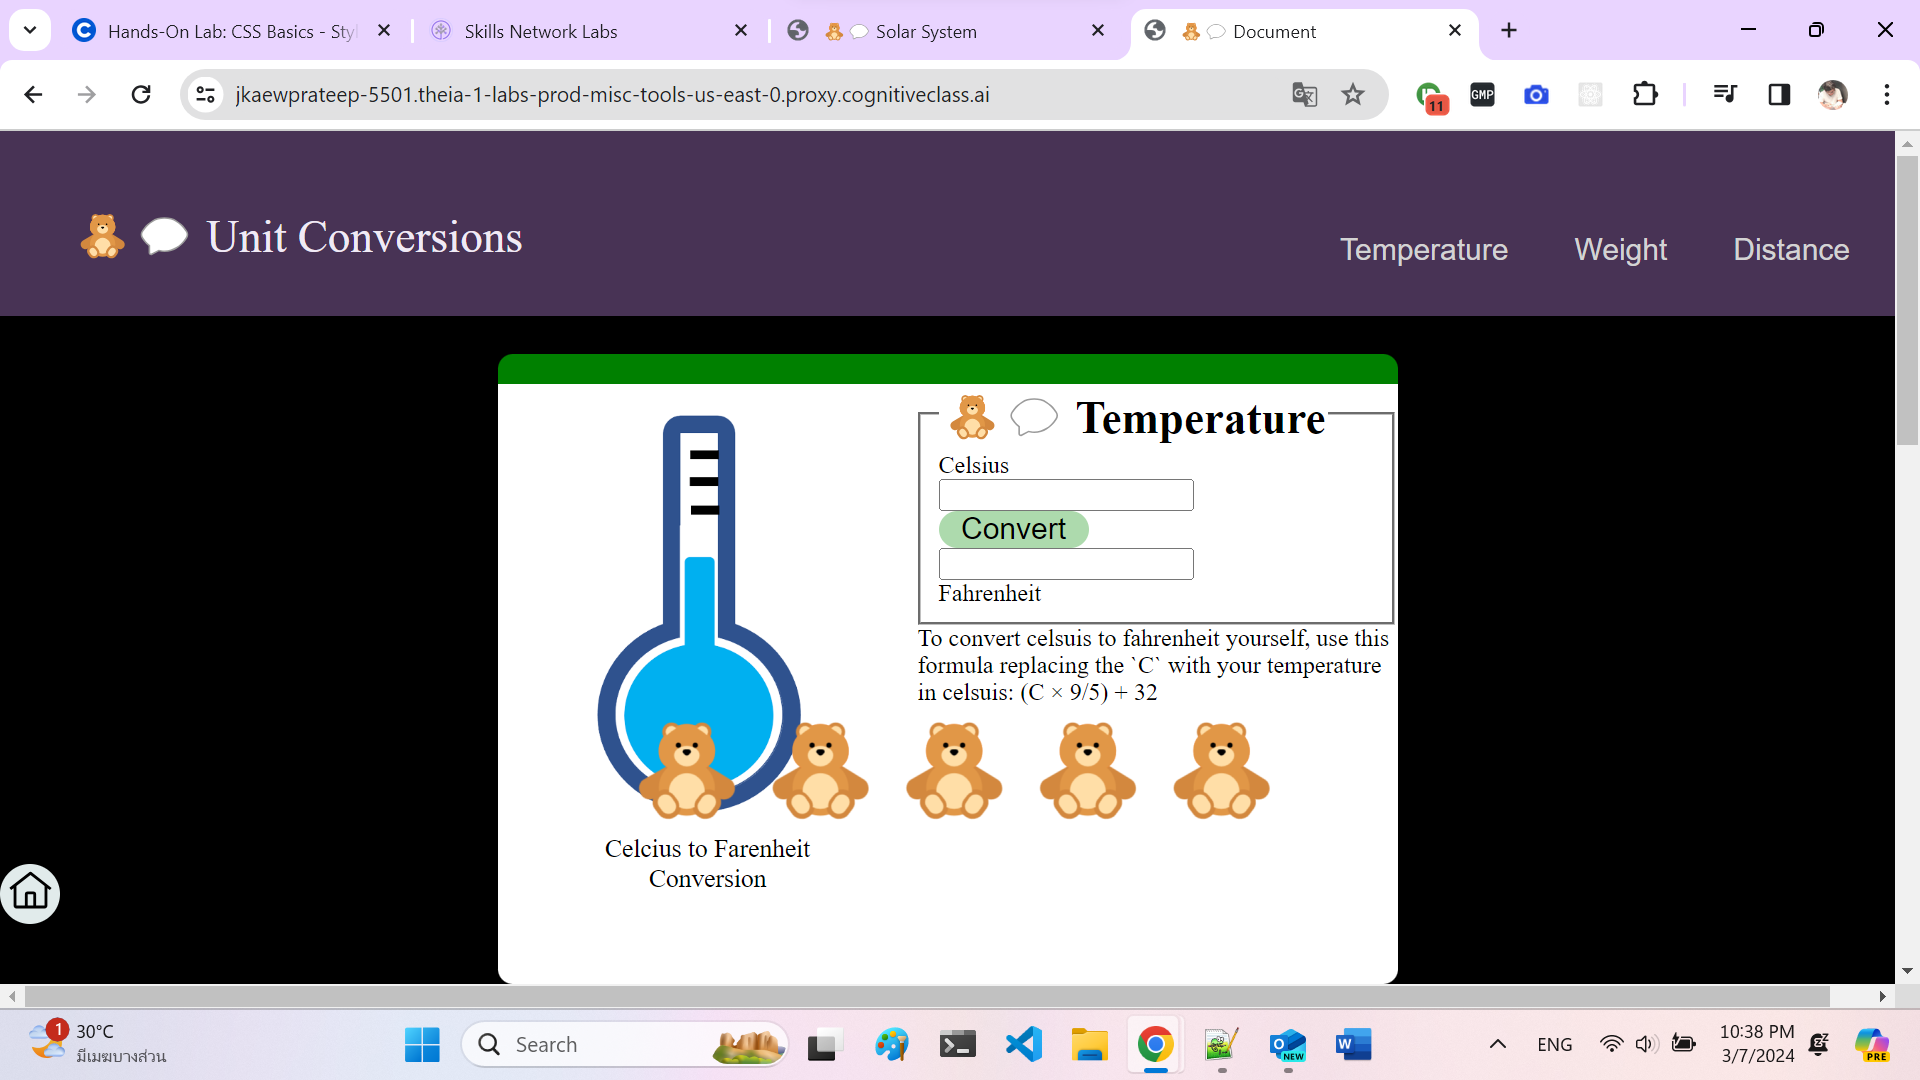 Hands-On Lab: CSS Basics - Sty
Skills Network Labs
🧸 💬 Solar System
🧸 💬 Document
jkaewprateep-5501.theia-1-labs-prod-misc-tools-us-east-0.proxy.cognitiveclass.ai
11
GMP
🧸 💬 Unit Conversions
Temperature
Weight
Distance
🧸 💬 Temperature
Celsius
Convert
Fahrenheit
To convert celsuis to fahrenheit yourself, use this
formula replacing the `C` with your temperature
in celsuis: (C × 9/5) + 32
Celcius to Farenheit
Conversion
1
30°C
มีเมฆบางส่วน
Search
NEW
ENG
10:38 PM
3/7/2024
PRE